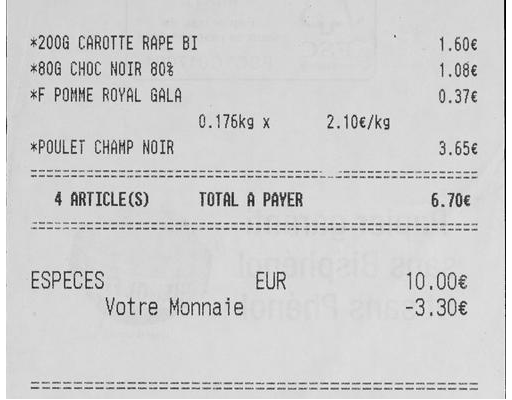 *200G CAROTTE RAPE BI 1.60€
*80G CHOC NOIR 80% 1.08€
*F POMME ROYAL GALA 0.37€
0.176kg x 2.10€/kg
*POULET CHAMP NOIR 3.65€
4 ARTICLE(S) TOTAL A PAYER 6.70€
ESPECES EUR 10.00€
Votre Monnaie -3.30€